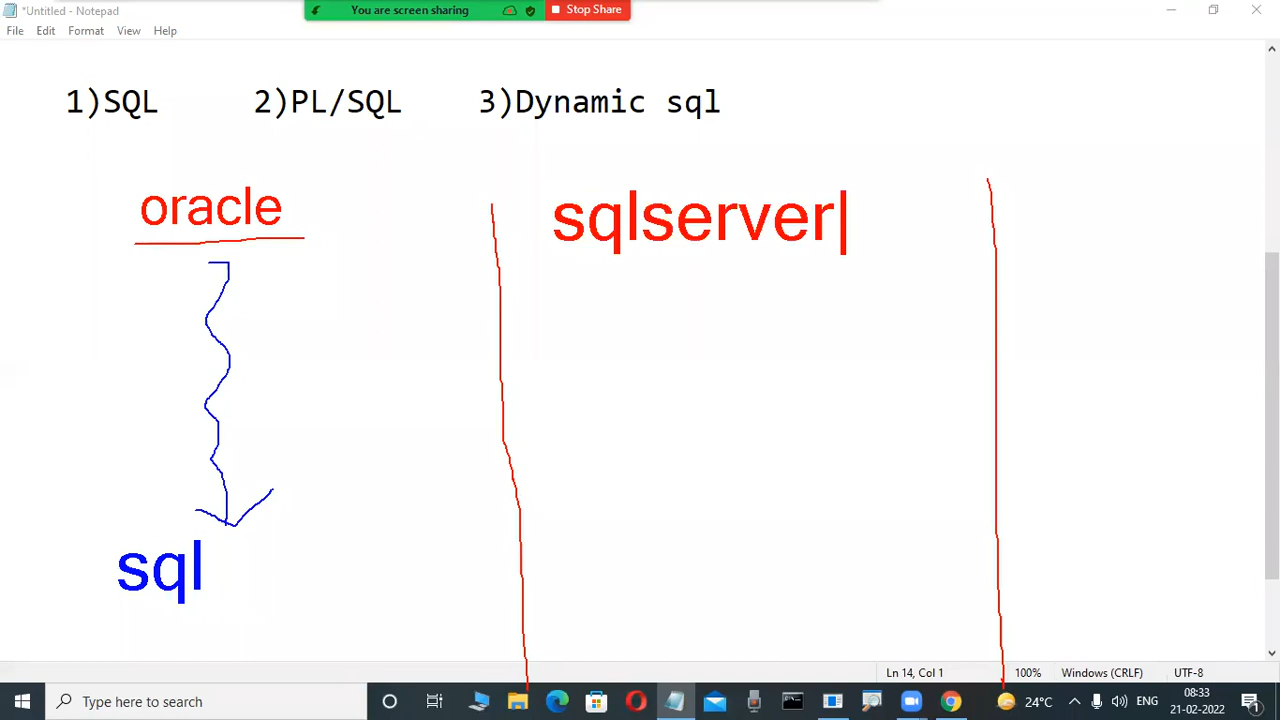 *Untitled - Notepad
You are screen sharing
Stop Share
File Edit Format View Help
1)SQL 2)PL/SQL 3)Dynamic sql
oracle
sqlserver
sql
Ln 14, Col 1 100% Windows (CRLF) UTF-8
Type here to search
24°C
ENG
08:33
21-02-2022
1